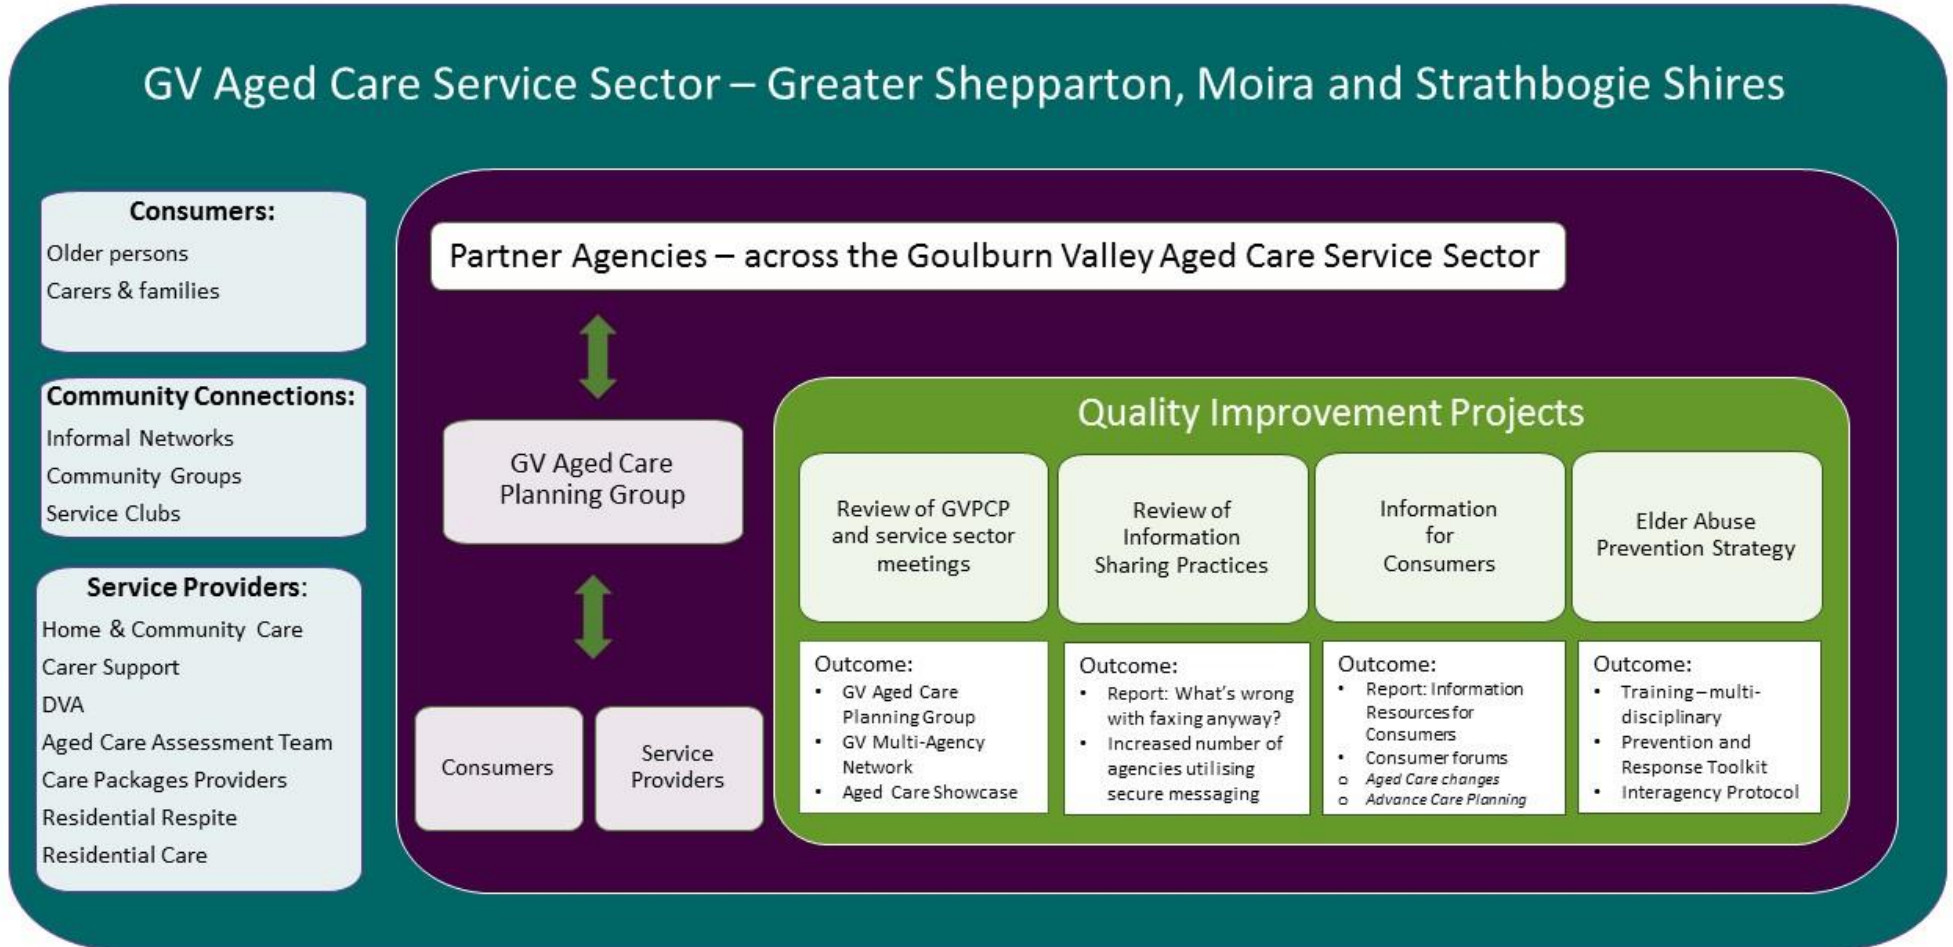 GV Aged Care Service Sector – Greater Shepparton, Moira and Strathbogie Shires
Consumers:
Older persons
Carers & families
Community Connections:
Informal Networks
Community Groups
Service Clubs
Service Providers:
Home & Community Care
Carer Support
DVA
Aged Care Assessment Team
Care Packages Providers
Residential Respite
Residential Care
Partner Agencies – across the Goulburn Valley Aged Care Service Sector
GV Aged Care
Planning Group
Consumers
Service
Providers
Quality Improvement Projects
Review of GVPCP
and service sector
meetings
Outcome:
• GV Aged Care
Planning Group
• GV Multi-Agency
Network
• Aged Care Showcase
Review of
Information
Sharing Practices
Outcome:
• Report: What's wrong
with faxing anyway?
• Increased number of
agencies utilising
secure messaging
Information
for
Consumers
Outcome:
• Report: Information
Resources for
Consumers
• Consumer forums
o Aged Care changes
o Advance Care Planning
Elder Abuse
Prevention Strategy
Outcome:
• Training – multi-
disciplinary
• Prevention and
Response Toolkit
• Interagency Protocol